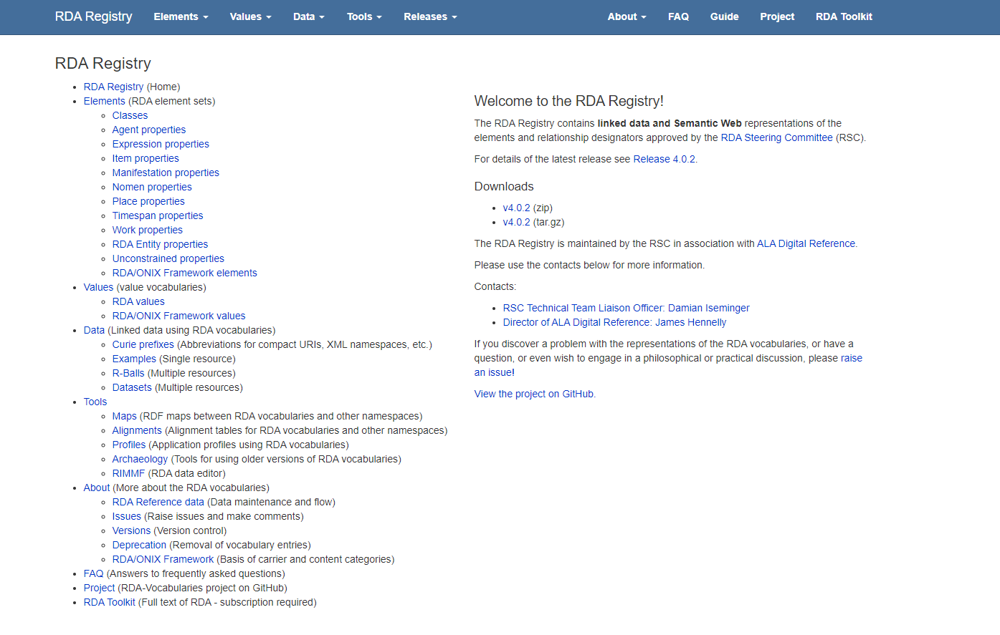 RDA Registry Elements Values Data Tools Releases About FAQ Guide Project RDA Toolkit
RDA Registry
RDA Registry (Home)
Elements (RDA element sets)
Classes
Agent properties
Expression properties
Item properties
Manifestation properties
Nomen properties
Place properties
Timespan properties
Work properties
RDA Entity properties
Unconstrained properties
RDA/ONIX Framework elements
Values (value vocabularies)
RDA values
RDA/ONIX Framework values
Data (Linked data using RDA vocabularies)
Curie prefixes (Abbreviations for compact URIs, XML namespaces, etc.)
Examples (Single resource)
R-Balls (Multiple resources)
Datasets (Multiple resources)
Tools
Maps (RDF maps between RDA vocabularies and other namespaces)
Alignments (Alignment tables for RDA vocabularies and other namespaces)
Profiles (Application profiles using RDA vocabularies)
Archaeology (Tools for using older versions of RDA vocabularies)
RIMMF (RDA data editor)
About (More about the RDA vocabularies)
RDA Reference data (Data maintenance and flow)
Issues (Raise issues and make comments)
Versions (Version control)
Deprecation (Removal of vocabulary entries)
RDA/ONIX Framework (Basis of carrier and content categories)
FAQ (Answers to frequently asked questions)
Project (RDA-Vocabularies project on GitHub)
RDA Toolkit (Full text of RDA - subscription required)
Welcome to the RDA Registry!
The RDA Registry contains linked data and Semantic Web representations of the
elements and relationship designators approved by the RDA Steering Committee (RSC).
For details of the latest release see Release 4.0.2.
Downloads
v4.0.2 (zip)
v4.0.2 (tar.gz)
The RDA Registry is maintained by the RSC in association with ALA Digital Reference.
Please use the contacts below for more information.
Contacts:
RSC Technical Team Liaison Officer: Damian Iseminger
Director of ALA Digital Reference: James Hennelly
If you discover a problem with the representations of the RDA vocabularies, or have a
question, or even wish to engage in a philosophical or practical discussion, please raise
an issue!
View the project on GitHub.